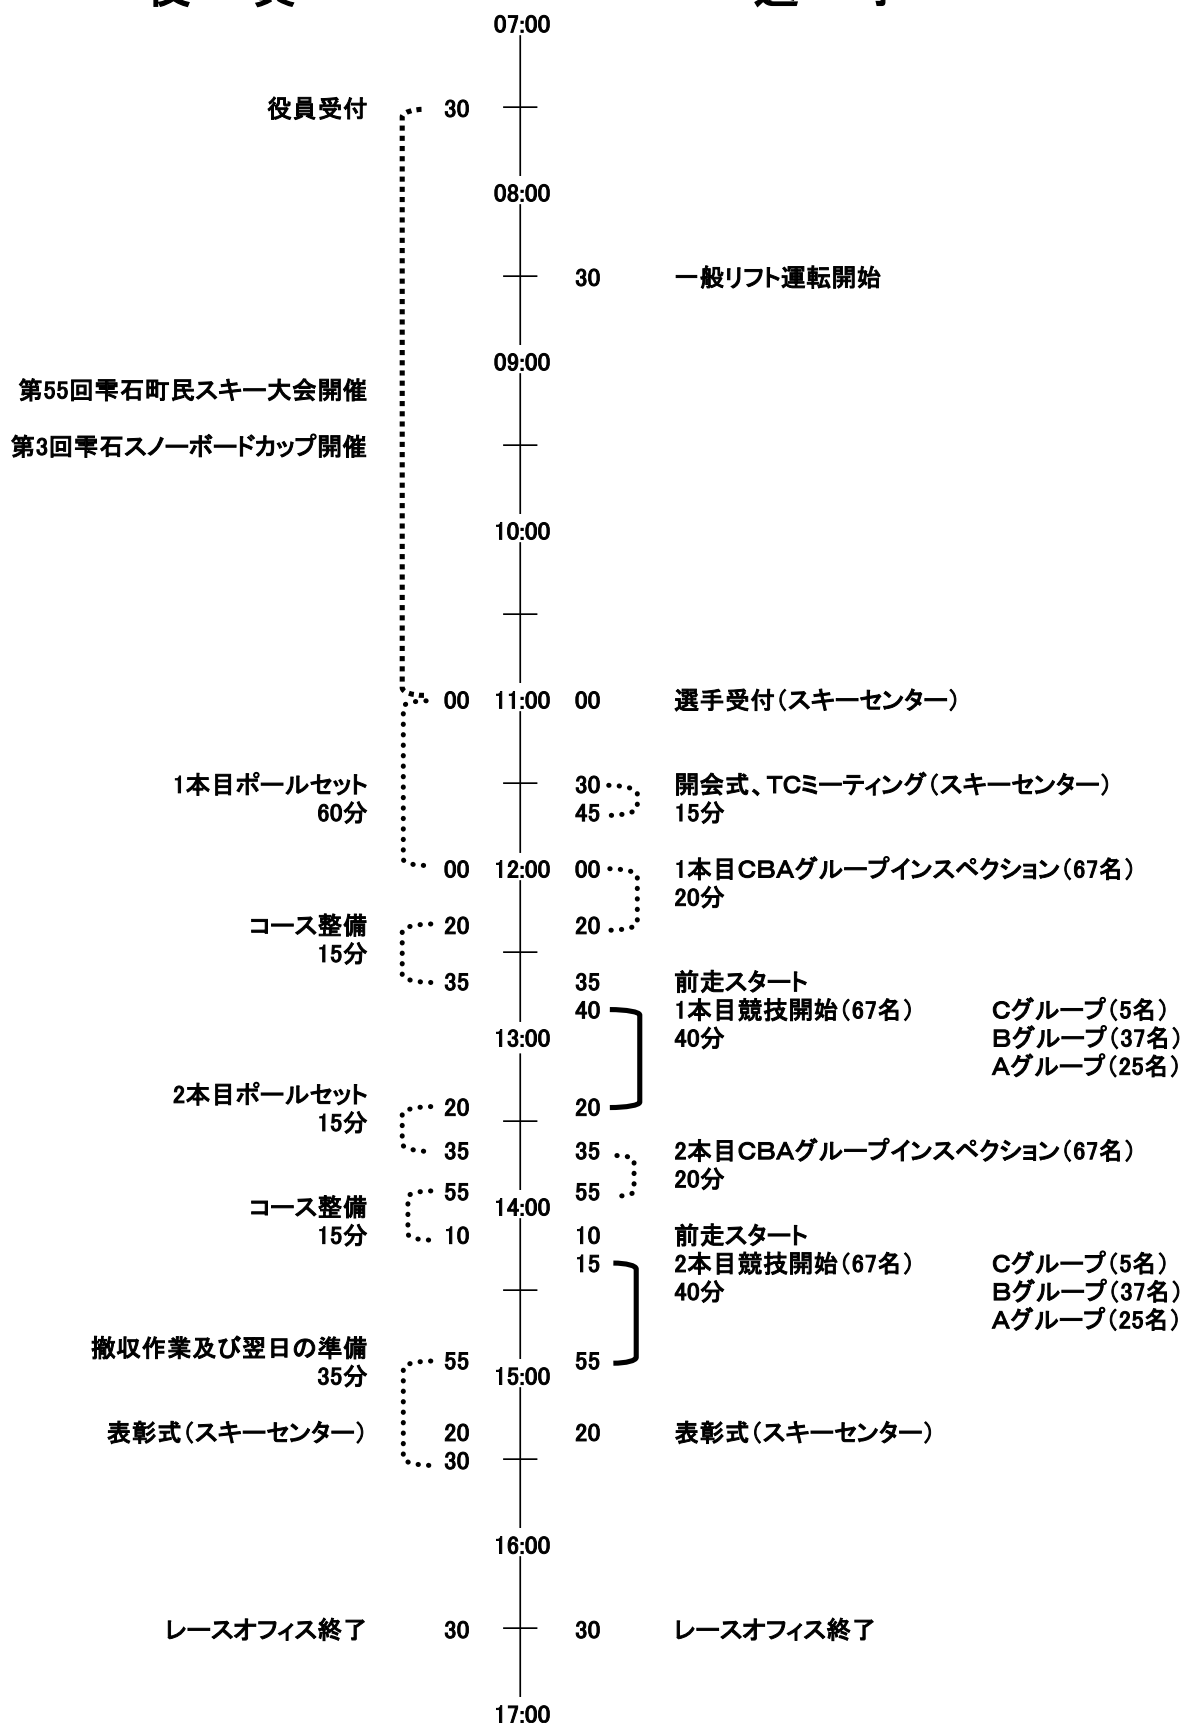 07:00
役員受付 30
08:00
30 一般リフト運転開始
09:00
第55回雫石町民スキー大会開催
第3回雫石スノーボードカップ開催
10:00
00 11:00 00 選手受付(スキーセンター)
1本目ポールセット 30 開会式、TCミーティング(スキーセンター)
60分 45 15分
00 12:00 00 1本目CBAグループインスペクション(67名)
20分
コース整備 20 20
15分
35 35 前走スタート
40 1本目競技開始(67名) Cグループ(5名)
13:00 40分 Bグループ(37名)
Aグループ(25名)
2本目ポールセット 20 20
15分
35 35 2本目CBAグループインスペクション(67名)
20分
55 55
コース整備 14:00
15分 10 10 前走スタート
15 2本目競技開始(67名) Cグループ(5名)
40分 Bグループ(37名)
Aグループ(25名)
撤収作業及び翌日の準備 55 55
35分 15:00
表彰式(スキーセンター) 20 20 表彰式(スキーセンター)
30
16:00
レースオフィス終了 30 30 レースオフィス終了
17:00